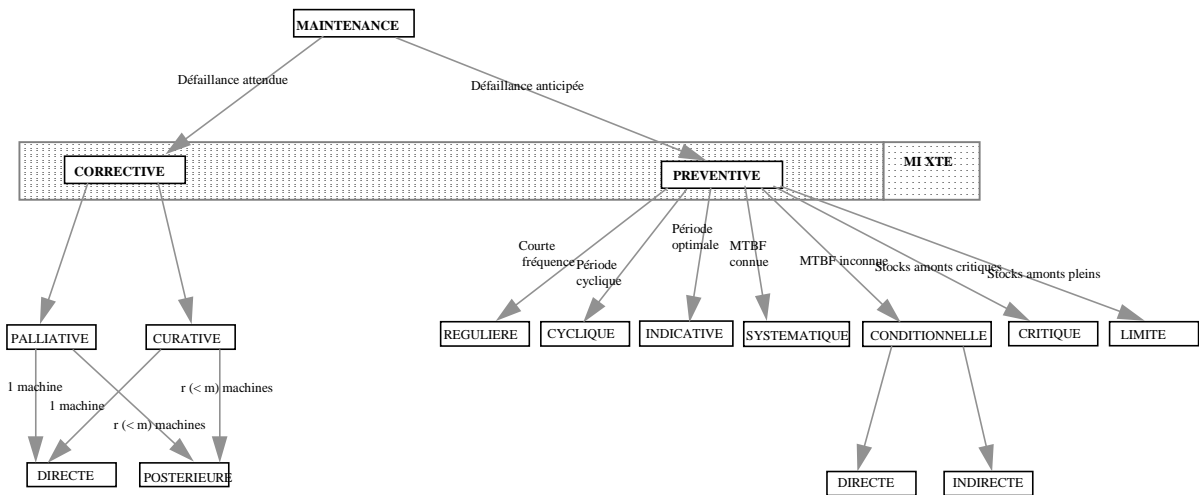 MAINTENANCE
Défaillance attendue
Défaillance anticipée
CORRECTIVE
PREVENTIVE
MI XTE
Courte
fréquence
Période
cyclique
Période
optimale
MTBF
connue
MTBF inconnue
Stocks amonts critiques
Stocks amonts pleins
PALLIATIVE
CURATIVE
REGULIERE
CYCLIQUE
INDICATIVE
SYSTEMATIQUE
CONDITIONNELLE
CRITIQUE
LIMITE
1 machine
1 machine
r (< m) machines
r (< m) machines
DIRECTE
POSTERIEURE
DIRECTE
INDIRECTE